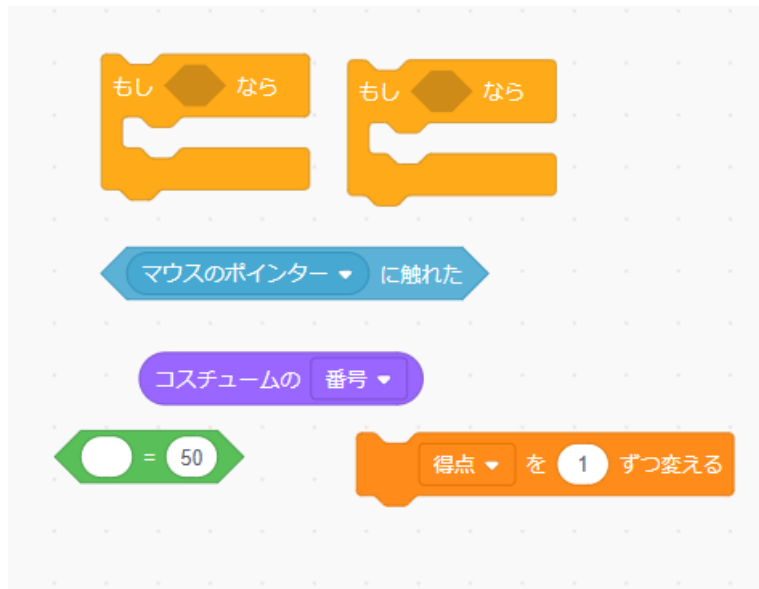 もし なら
もし なら
マウスのポインター に触れた
コスチュームの 番号
= 50
得点 を 1 ずつ変える